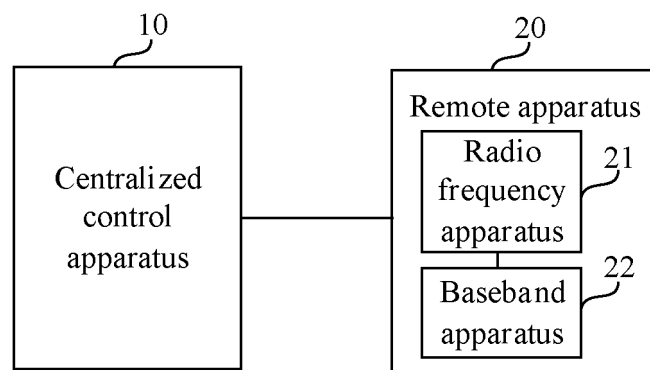 10
20
Centralized
control
apparatus
Remote apparatus
Radio
frequency
apparatus
21
Baseband
apparatus
22